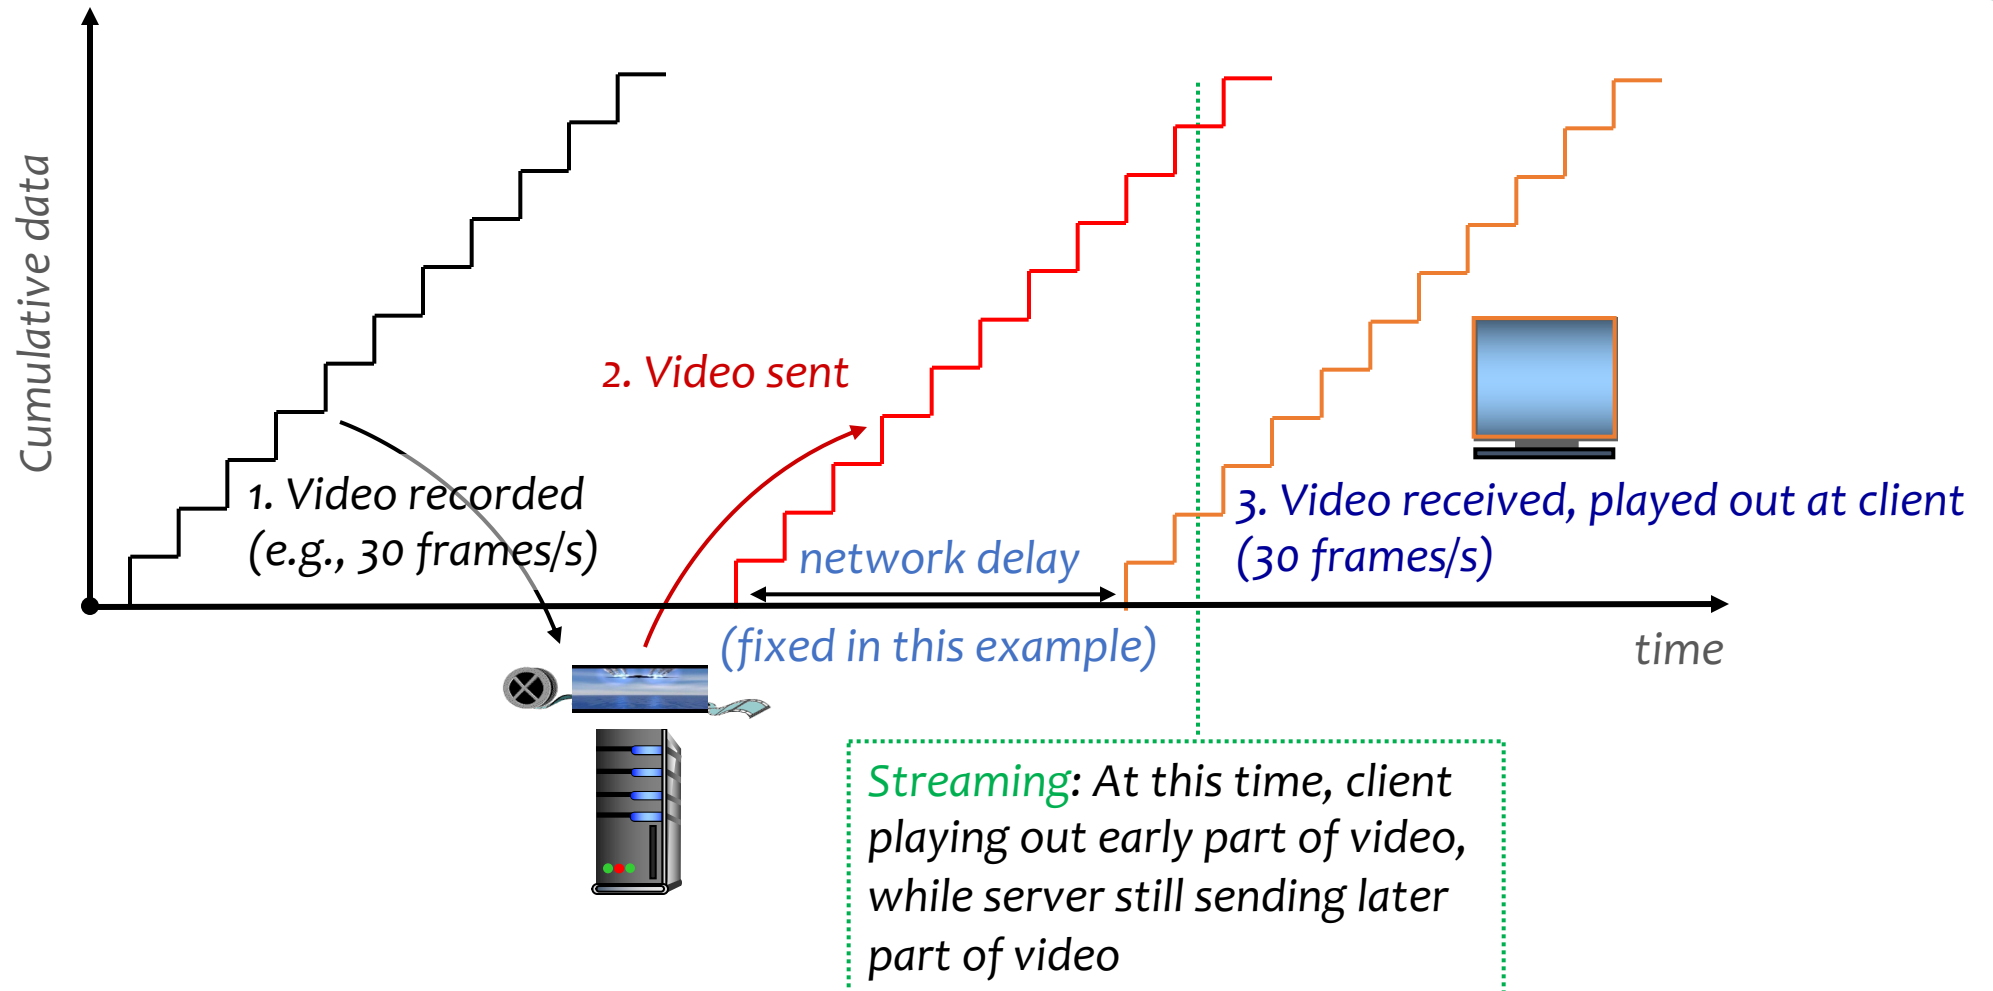 Cumulative data
1. Video recorded
(e.g., 30 frames/s)
2. Video sent
network delay
(fixed in this example)
3. Video received, played out at client
(30 frames/s)
time
Streaming: At this time, client
playing out early part of video,
while server still sending later
part of video